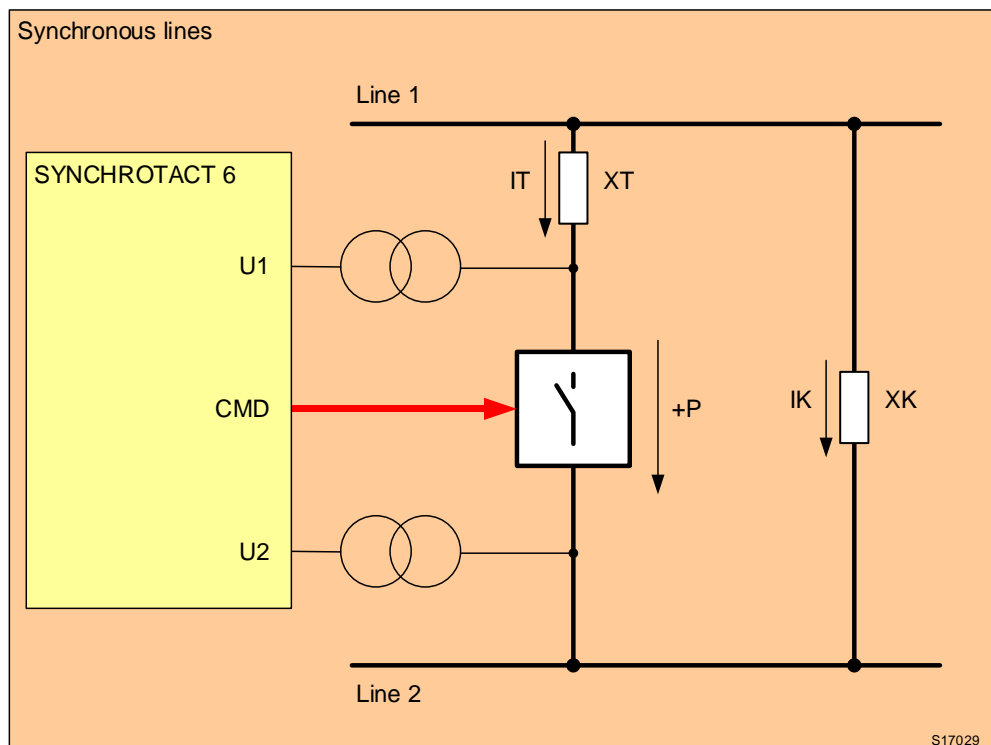 Synchronous lines
Line 1
SYNCHROTACT 6
IT
XT
U1
CMD
+P
IK
XK
U2
Line 2
S17029